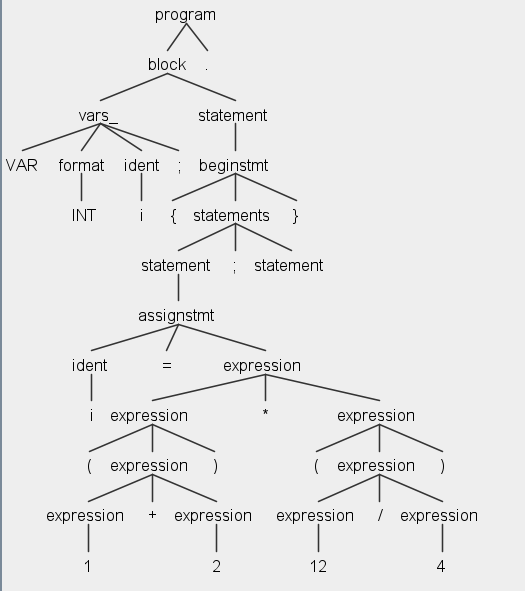 program
block .
vars_ statement
VAR format ident ; beginstmt
INT i { statements }
statement ; statement
assignstmt
ident = expression
i expression * expression
( expression ) ( expression )
expression + expression expression / expression
1 2 12 4